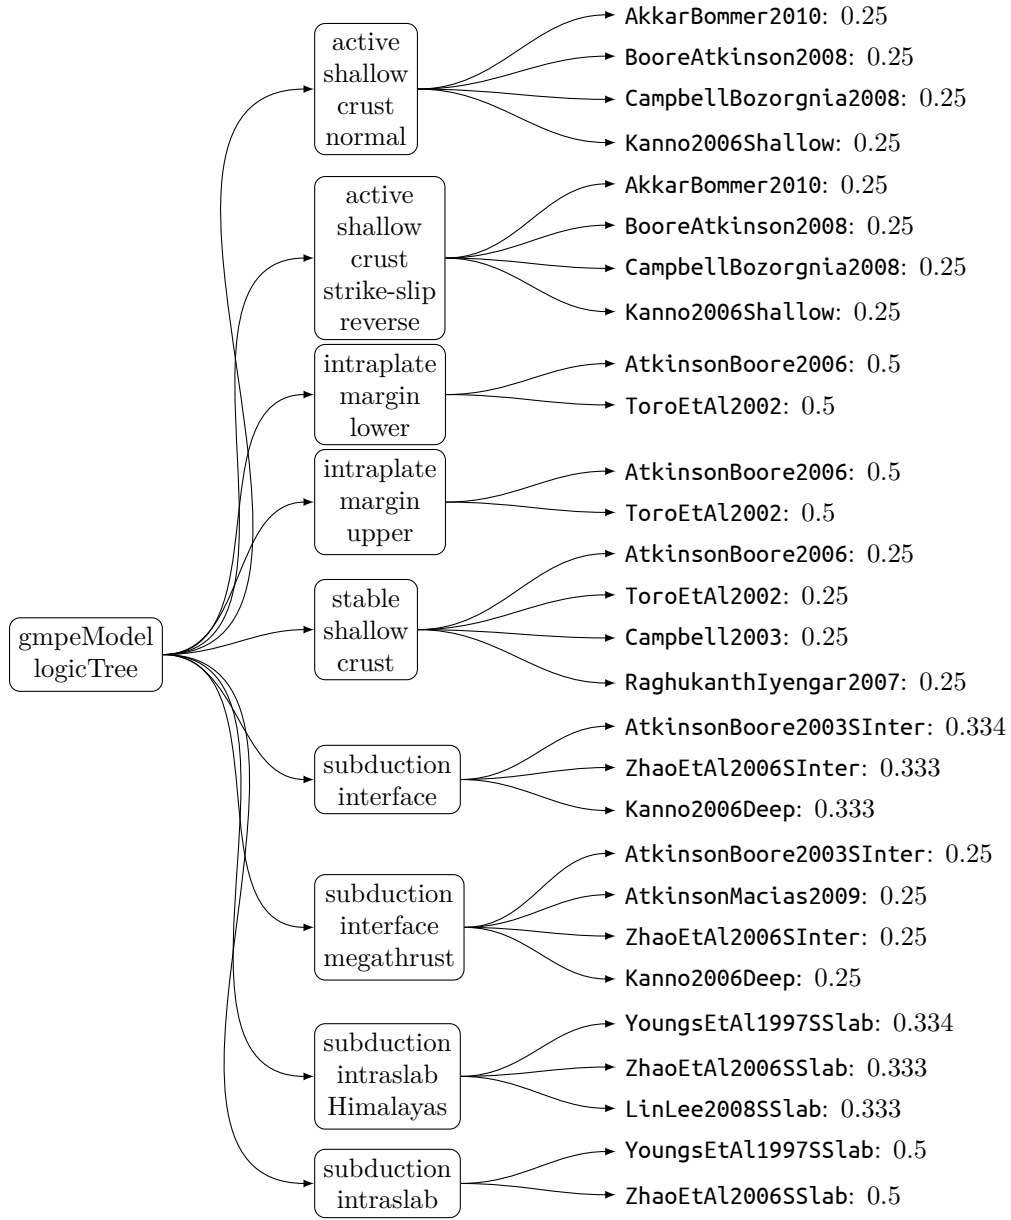 gmpeModel
logicTree
active
shallow
crust
normal
AkkarBommer2010: 0.25
BooreAtkinson2008: 0.25
CampbellBozorgnia2008: 0.25
Kanno2006Shallow: 0.25
active
shallow
crust
strike-slip
reverse
AkkarBommer2010: 0.25
BooreAtkinson2008: 0.25
CampbellBozorgnia2008: 0.25
Kanno2006Shallow: 0.25
intraplate
margin
lower
AtkinsonBoore2006: 0.5
ToroEtAl2002: 0.5
intraplate
margin
upper
AtkinsonBoore2006: 0.5
ToroEtAl2002: 0.5
stable
shallow
crust
AtkinsonBoore2006: 0.25
ToroEtAl2002: 0.25
Campbell2003: 0.25
RaghukanthIyengar2007: 0.25
subduction
interface
AtkinsonBoore2003SInter: 0.334
ZhaoEtAl2006SInter: 0.333
Kanno2006Deep: 0.333
subduction
interface
megathrust
AtkinsonBoore2003SInter: 0.25
AtkinsonMacias2009: 0.25
ZhaoEtAl2006SInter: 0.25
Kanno2006Deep: 0.25
subduction
intraslab
Himalayas
YoungsEtAl1997SSlab: 0.334
ZhaoEtAl2006SSlab: 0.333
LinLee2008SSlab: 0.333
subduction
intraslab
YoungsEtAl1997SSlab: 0.5
ZhaoEtAl2006SSlab: 0.5